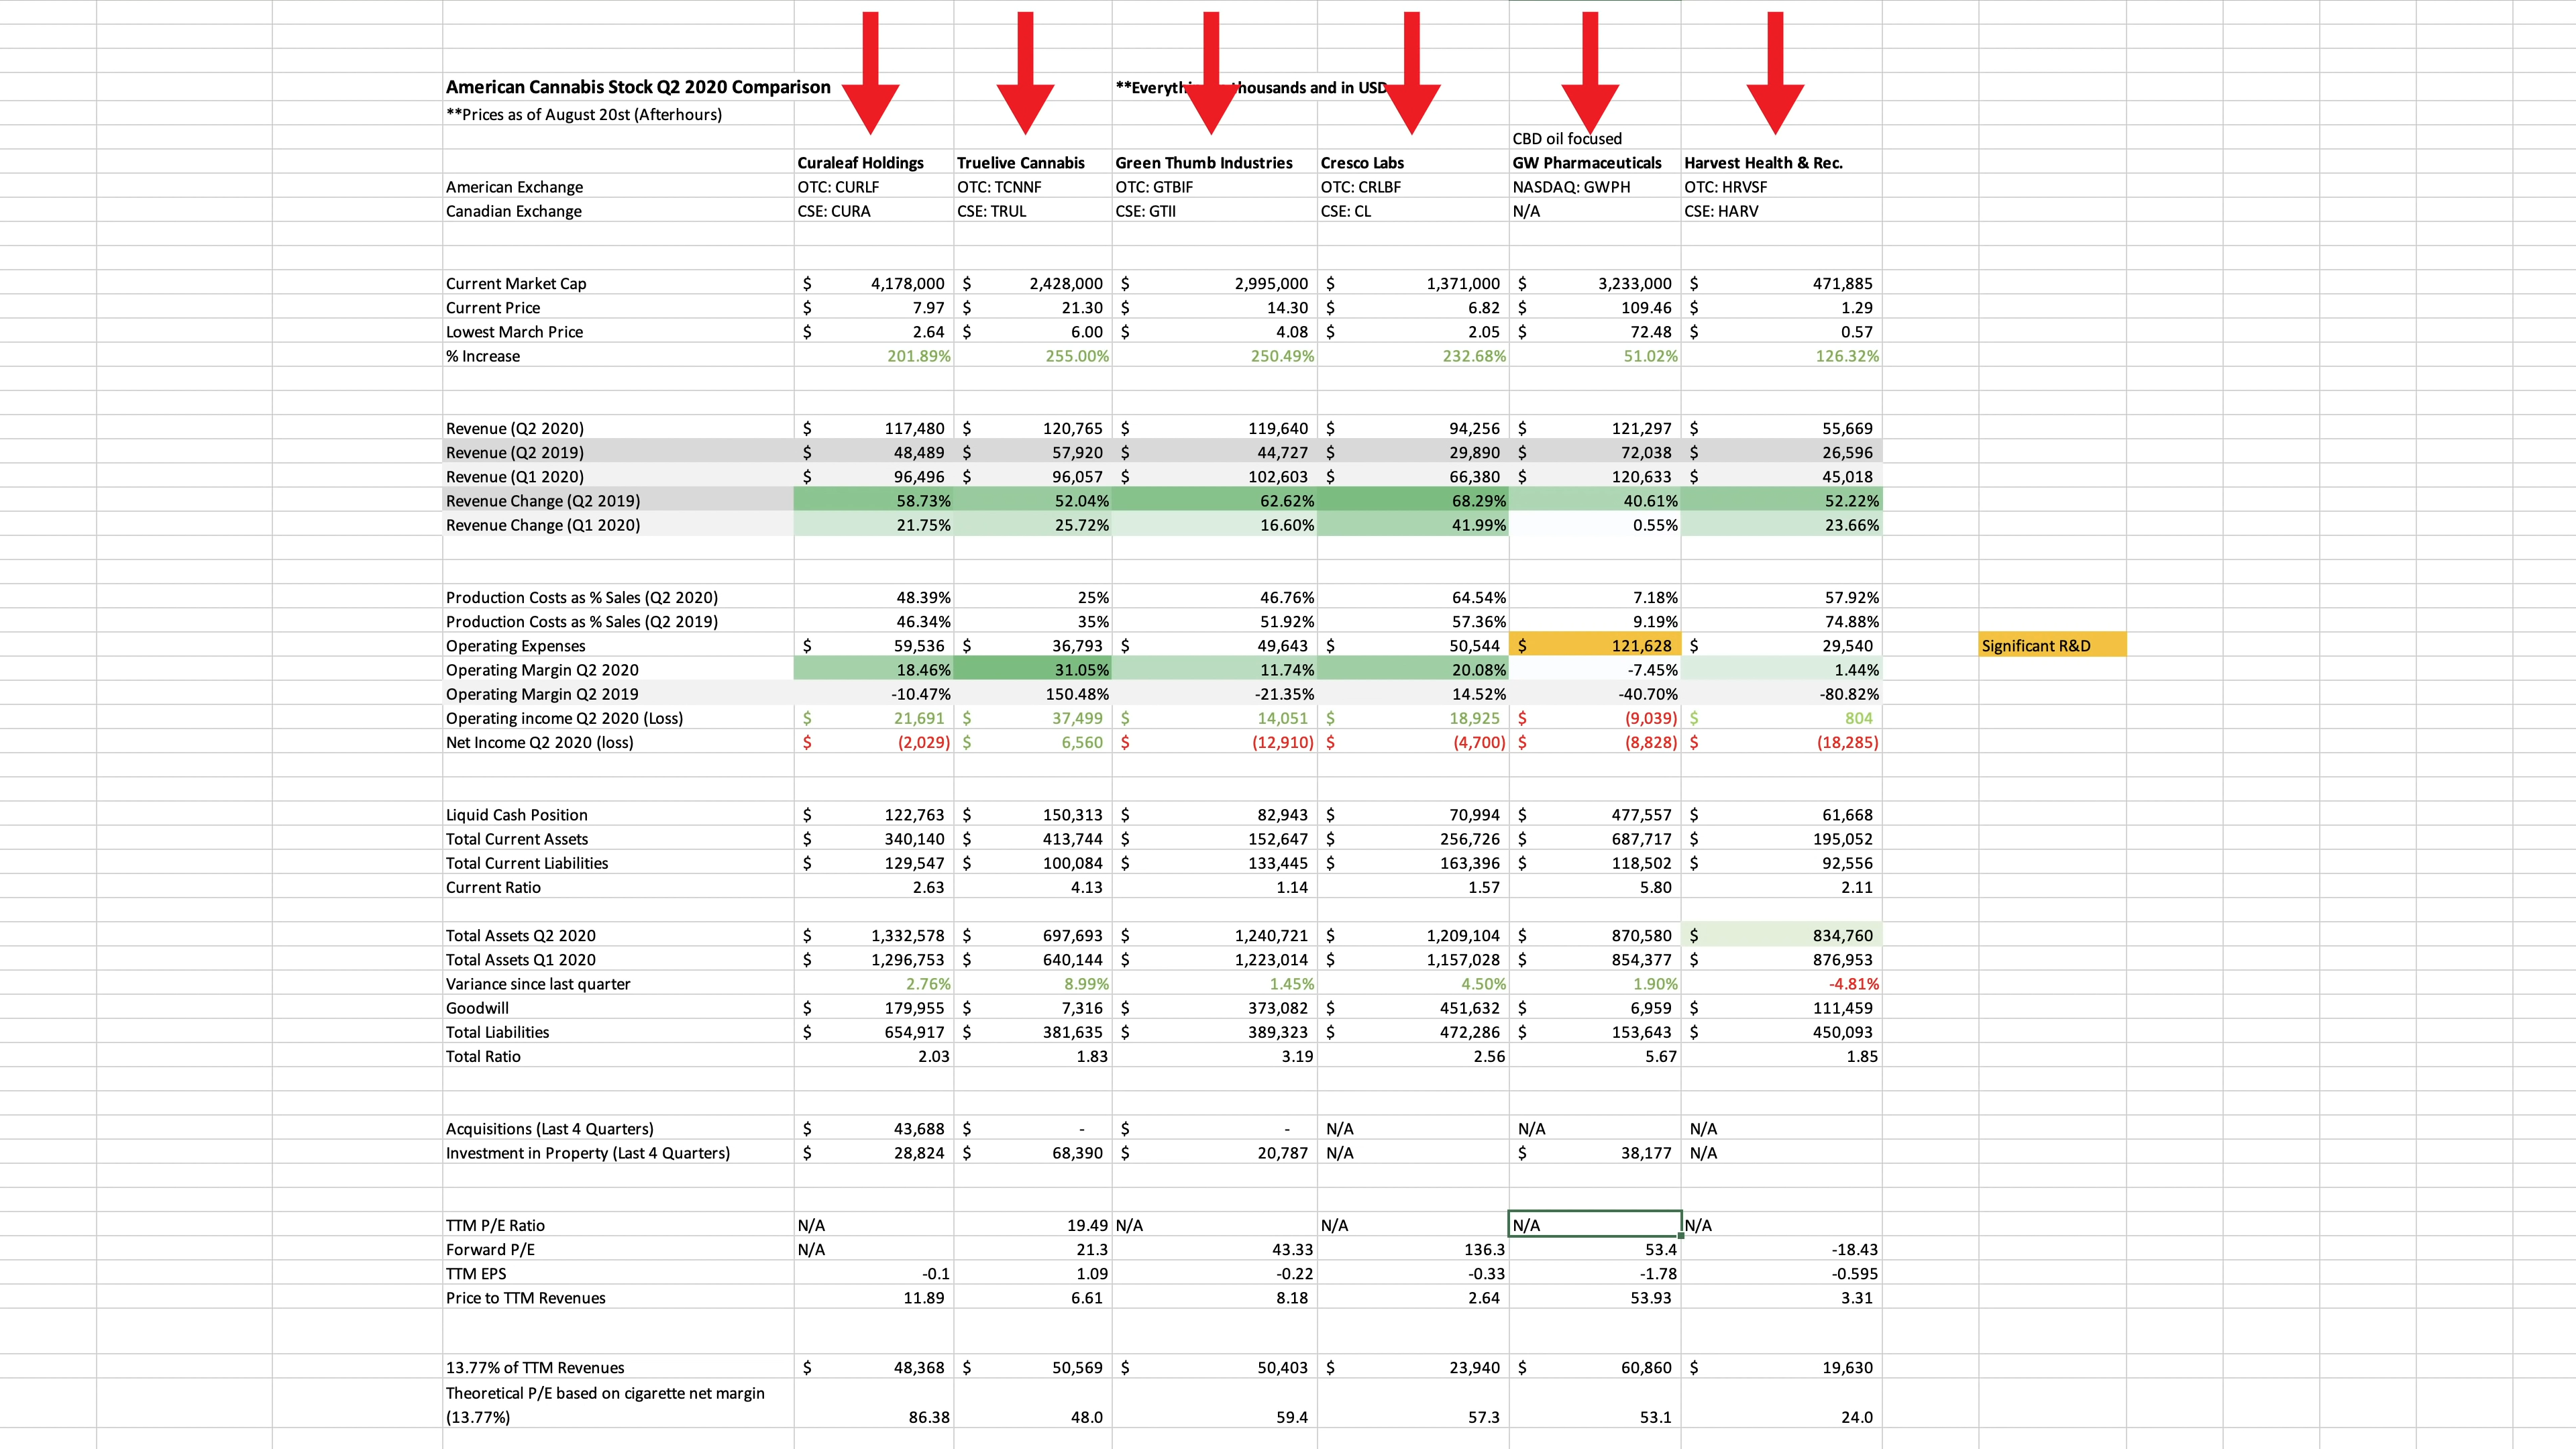 American Cannabis Stock Q2 2020 Comparison **Everything thousands and in USD
**Prices as of August 20st (Afterhours)
CBD oil focused
Curaleaf Holdings Truelive Cannabis Green Thumb Industries Cresco Labs GW Pharmaceuticals Harvest Health & Rec.
American Exchange OTC: CURLF OTC: TCNNF OTC: GTBIF OTC: CRLBF NASDAQ: GWPH OTC: HRVSF
Canadian Exchange CSE: CURA CSE: TRUL CSE: GTII CSE: CL N/A CSE: HARV
Current Market Cap $ 4,178,000 $ 2,428,000 $ 2,995,000 $ 1,371,000 $ 3,233,000 $ 471,885
Current Price $ 7.97 $ 21.30 $ 14.30 $ 6.82 $ 109.46 $ 1.29
Lowest March Price $ 2.64 $ 6.00 $ 4.08 $ 2.05 $ 72.48 $ 0.57
% Increase 201.89% 255.00% 250.49% 232.68% 51.02% 126.32%
Revenue (Q2 2020) $ 117,480 $ 120,765 $ 119,640 $ 94,256 $ 121,297 $ 55,669
Revenue (Q2 2019) $ 48,489 $ 57,920 $ 44,727 $ 29,890 $ 72,038 $ 26,596
Revenue (Q1 2020) $ 96,496 $ 96,057 $ 102,603 $ 66,380 $ 120,633 $ 45,018
Revenue Change (Q2 2019) 58.73% 52.04% 62.62% 68.29% 40.61% 52.22%
Revenue Change (Q1 2020) 21.75% 25.72% 16.60% 41.99% 0.55% 23.66%
Production Costs as % Sales (Q2 2020) 48.39% 25% 46.76% 64.54% 7.18% 57.92%
Production Costs as % Sales (Q2 2019) 46.34% 35% 51.92% 57.36% 9.19% 74.88%
Operating Expenses $ 59,536 $ 36,793 $ 49,643 $ 50,544 $ 121,628 $ 29,540 Significant R&D
Operating Margin Q2 2020 18.46% 31.05% 11.74% 20.08% -7.45% 1.44%
Operating Margin Q2 2019 -10.47% 150.48% -21.35% 14.52% -40.70% -80.82%
Operating income Q2 2020 (Loss) $ 21,691 $ 37,499 $ 14,051 $ 18,925 $ (9,039) $ 804
Net Income Q2 2020 (loss) $ (2,029) $ 6,560 $ (12,910) $ (4,700) $ (8,828) $ (18,285)
Liquid Cash Position $ 122,763 $ 150,313 $ 82,943 $ 70,994 $ 477,557 $ 61,668
Total Current Assets $ 340,140 $ 413,744 $ 152,647 $ 256,726 $ 687,717 $ 195,052
Total Current Liabilities $ 129,547 $ 100,084 $ 133,445 $ 163,396 $ 118,502 $ 92,556
Current Ratio 2.63 4.13 1.14 1.57 5.80 2.11
Total Assets Q2 2020 $ 1,332,578 $ 697,693 $ 1,240,721 $ 1,209,104 $ 870,580 $ 834,760
Total Assets Q1 2020 $ 1,296,753 $ 640,144 $ 1,223,014 $ 1,157,028 $ 854,377 $ 876,953
Variance since last quarter 2.76% 8.99% 1.45% 4.50% 1.90% -4.81%
Goodwill $ 179,955 $ 7,316 $ 373,082 $ 451,632 $ 6,959 $ 111,459
Total Liabilities $ 654,917 $ 381,635 $ 389,323 $ 472,286 $ 153,643 $ 450,093
Total Ratio 2.03 1.83 3.19 2.56 5.67 1.85
Acquisitions (Last 4 Quarters) $ 43,688 $ - $ - N/A N/A N/A
Investment in Property (Last 4 Quarters) $ 28,824 $ 68,390 $ 20,787 N/A $ 38,177 N/A
TTM P/E Ratio N/A 19.49 N/A N/A N/A N/A
Forward P/E N/A 21.3 43.33 136.3 53.4 -18.43
TTM EPS -0.1 1.09 -0.22 -0.33 -1.78 -0.595
Price to TTM Revenues 11.89 6.61 8.18 2.64 53.93 3.31
13.77% of TTM Revenues $ 48,368 $ 50,569 $ 50,403 $ 23,940 $ 60,860 $ 19,630
Theoretical P/E based on cigarette net margin
(13.77%) 86.38 48.0 59.4 57.3 53.1 24.0